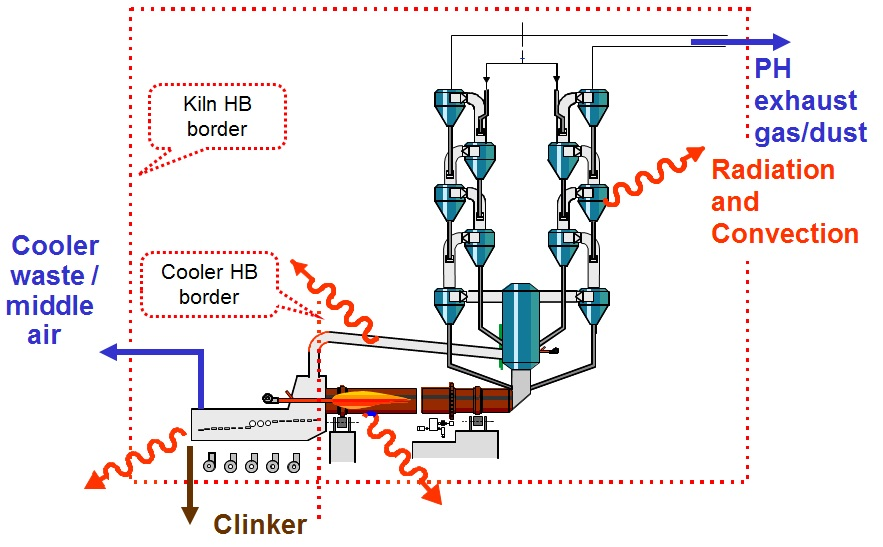 PH
exhaust
gas/dust
Kiln HB
border
Radiation
and
Convection
Cooler
waste /
middle
air
Cooler HB
border
Clinker